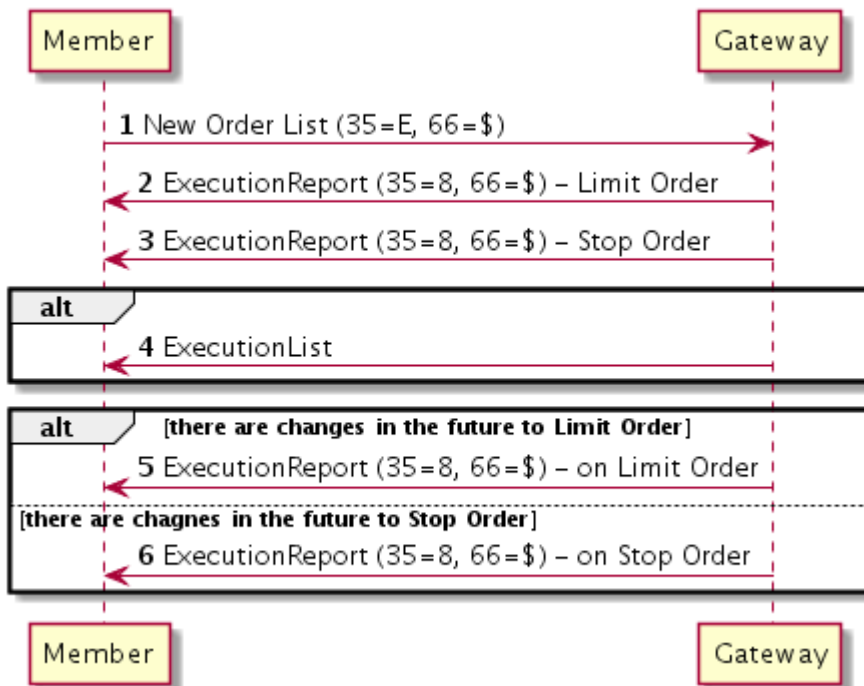 Member Gateway
1 New Order List (35=E, 66=$)
2 ExecutionReport (35=8, 66=$) – Limit Order
3 ExecutionReport (35=8, 66=$) – Stop Order
alt
4 ExecutionList
alt [there are changes in the future to Limit Order]
5 ExecutionReport (35=8, 66=$) – on Limit Order
[there are chagnes in the future to Stop Order]
6 ExecutionReport (35=8, 66=$) – on Stop Order
Member Gateway